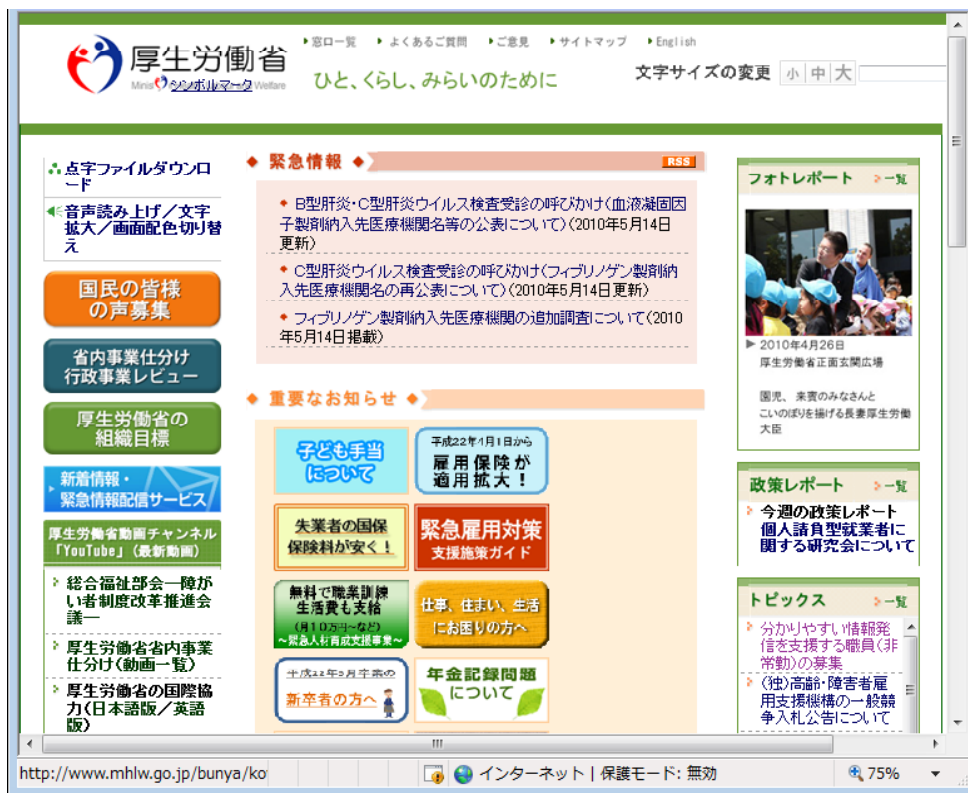 窓口一覧 よくあるご質問 ご意見 サイトマップ English
厚生労働省
シンボルマーク Welfare
ひと、くらし、みらいのために
文字サイズの変更 小 中 大
点字ファイルダウンロ
ード
音声読み上げ／文字
拡大／画面配色切り替
え
国民の皆様
の声募集
省内事業仕分け
行政事業レビュー
厚生労働省の
組織目標
新着情報・
緊急情報配信サービス
厚生労働省動画チャンネル
「YouTube」（最新動画）
総合福祉部会―障が
い者制度改革推進会
議―
厚生労働省省内事業
仕分け(動画一覧)
厚生労働省の国際協
力(日本語版／英語
版)
緊急情報
RSS
B型肝炎・C型肝炎ウイルス検査受診の呼びかけ(血液凝固因
子製剤納入先医療機関名等の公表について)(2010年5月14日
更新)
C型肝炎ウイルス検査受診の呼びかけ(フィブリノゲン製剤納
入先医療機関名の再公表について)(2010年5月14日更新)
フィブリノゲン製剤納入先医療機関の追加調査について(2010
年5月14日掲載)
重要なお知らせ
子ども手当
について
平成22年4月1日から
雇用保険が
適用拡大！
失業者の国保
保険料が安く！
緊急雇用対策
支援施策ガイド
無料で職業訓練
生活費も支給
(月10万円～など)
～緊急人材育成支援事業～
仕事、住まい、生活
にお困りの方へ
平成22年3月卒業の
新卒者の方へ
年金記録問題
について
フォトレポート 一覧
2010年4月26日
厚生労働省正面玄関広場
園児、来賓のみなさんと
こいのぼりを揚げる長妻厚生労働
大臣
政策レポート 一覧
今週の政策レポート
個人請負型就業者に
関する研究会について
トピックス 一覧
分かりやすい情報発
信を支援する職員(非
常勤)の募集
(独)高齢・障害者雇
用支援機構の一般競
争入札公告について
http://www.mhlw.go.jp/bunya/ko
インターネット | 保護モード: 無効
75%